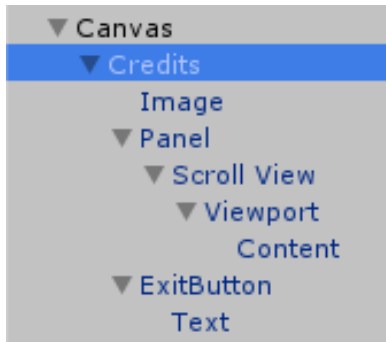 Canvas
Credits
Image
Panel
Scroll View
Viewport
Content
ExitButton
Text